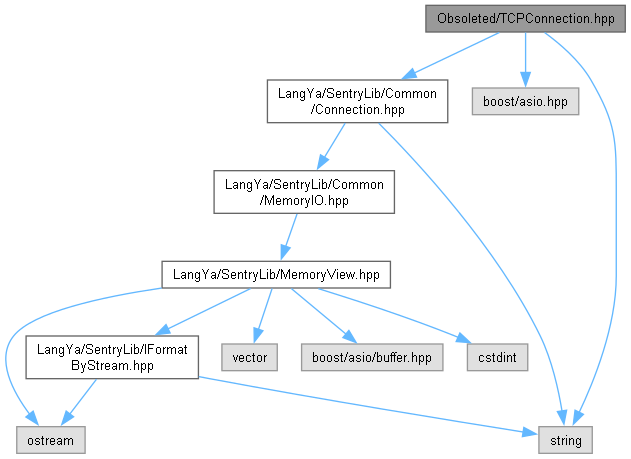 Obsoleted/TCPConnection.hpp
LangYa/SentryLib/Common
/Connection.hpp
boost/asio.hpp
LangYa/SentryLib/Common
/MemoryIO.hpp
LangYa/SentryLib/MemoryView.hpp
LangYa/SentryLib/IFormat
ByStream.hpp
vector
boost/asio/buffer.hpp
cstdint
ostream
string